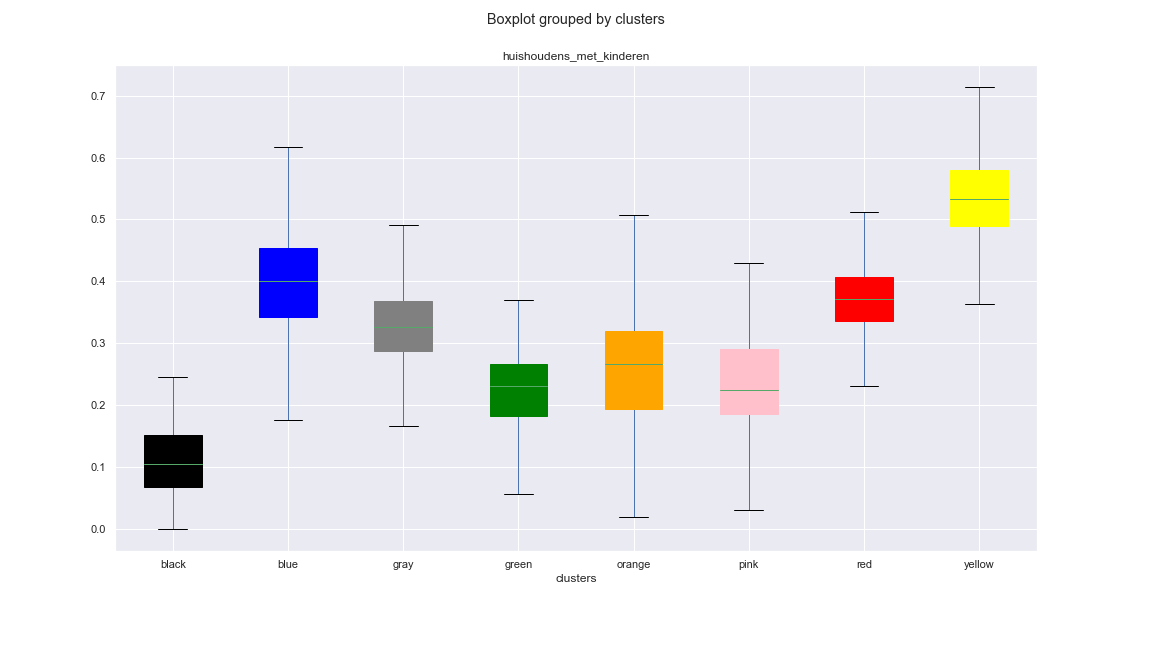 Boxplot grouped by clusters
huishoudens_met_kinderen
0.7
0.6
0.5
0.4
0.3
0.2
0.1
0.0
black blue gray green orange pink red yellow
clusters